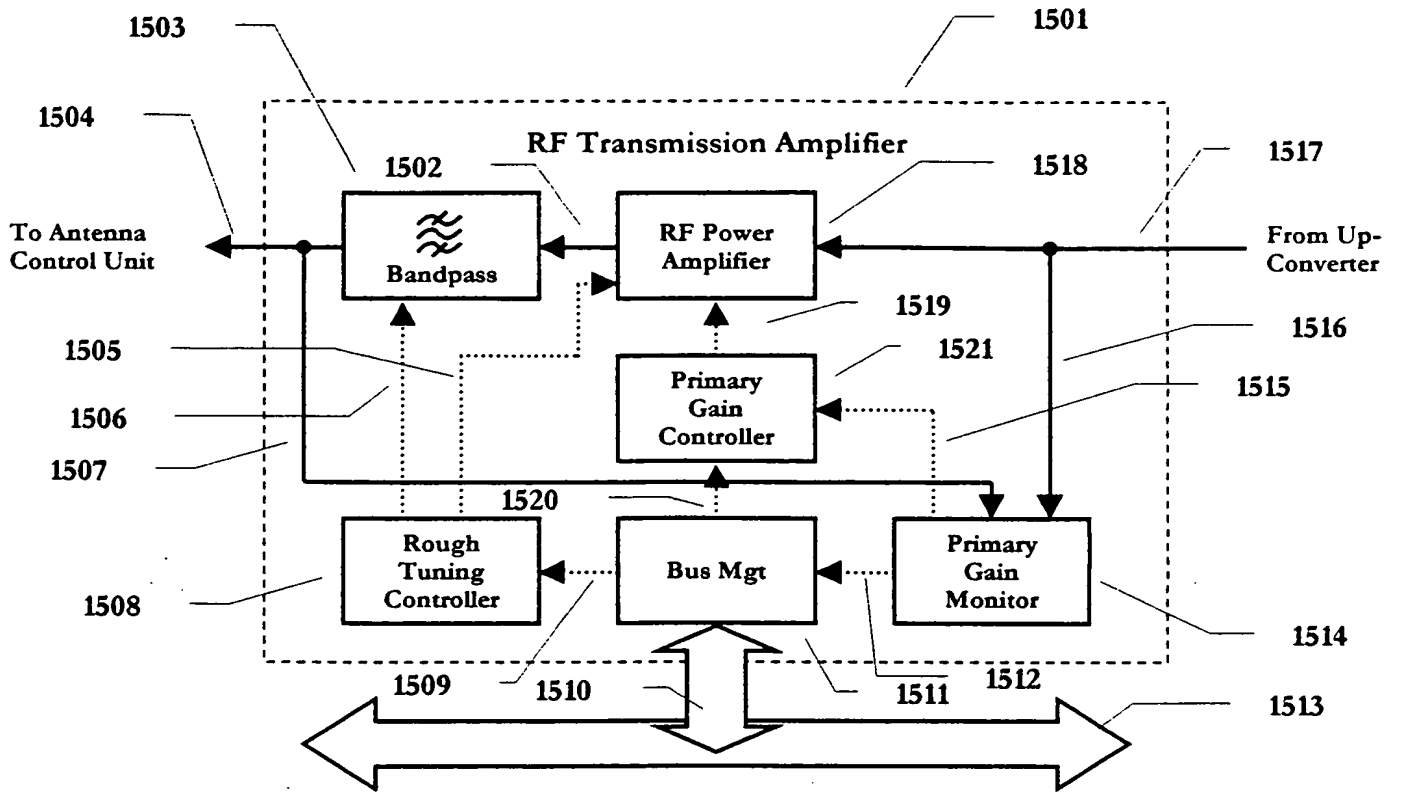 1503
1501
1504
RF Transmission Amplifier
1517
1502
1518
To Antenna
Control Unit
Bandpass
RF Power
Amplifier
From Up-
Converter
1519
1505
1521
1516
Primary
Gain
Controller
1515
1506
1507
1520
Rough
Tuning
Controller
Bus Mgt
Primary
Gain
Monitor
1508
1514
1509
1510
1511
1512
1513